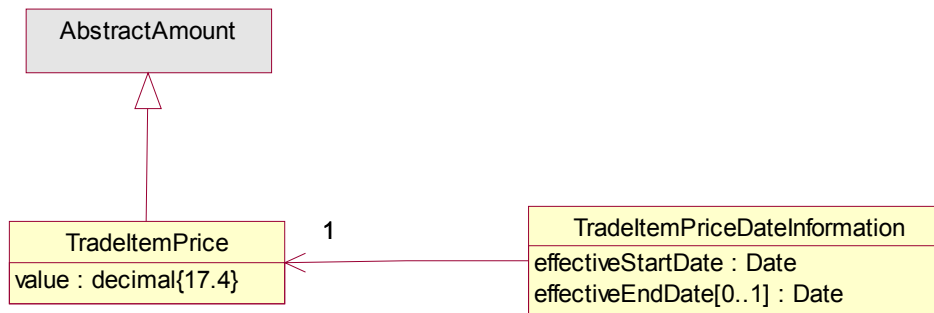 AbstractAmount
TradeItemPrice
value : decimal{17.4}
1
TradeItemPriceDateInformation
effectiveStartDate : Date
effectiveEndDate[0..1] : Date